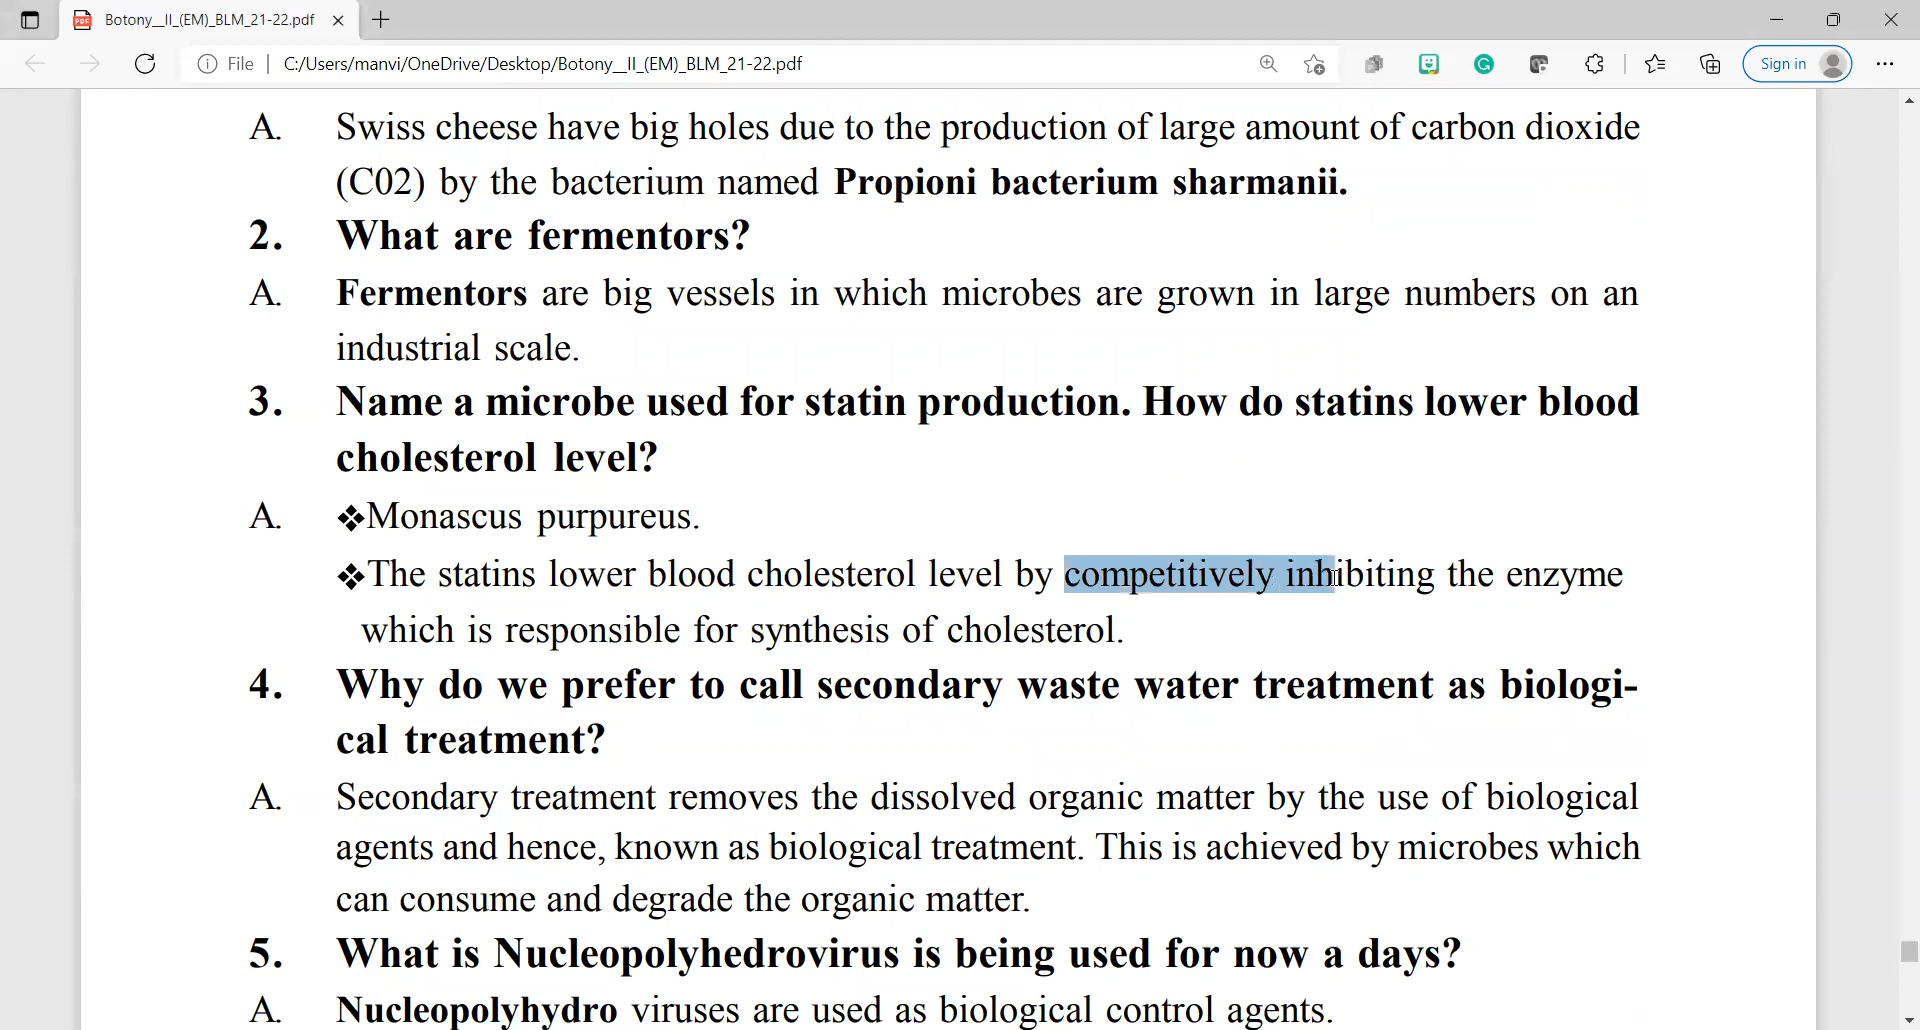 Botony__II_(EM)_BLM_21-22.pdf
File | C:/Users/manvi/OneDrive/Desktop/Botony__II_(EM)_BLM_21-22.pdf
Sign in
A. Swiss cheese have big holes due to the production of large amount of carbon dioxide
(C02) by the bacterium named Propioni bacterium sharmanii.
2. What are fermentors?
A. Fermentors are big vessels in which microbes are grown in large numbers on an
industrial scale.
3. Name a microbe used for statin production. How do statins lower blood
cholesterol level?
A. ❖Monascus purpureus.
❖The statins lower blood cholesterol level by competitively inhibiting the enzyme
which is responsible for synthesis of cholesterol.
4. Why do we prefer to call secondary waste water treatment as biologi-
cal treatment?
A. Secondary treatment removes the dissolved organic matter by the use of biological
agents and hence, known as biological treatment. This is achieved by microbes which
can consume and degrade the organic matter.
5. What is Nucleopolyhedrovirus is being used for now a days?
A. Nucleopolyhydro viruses are used as biological control agents.